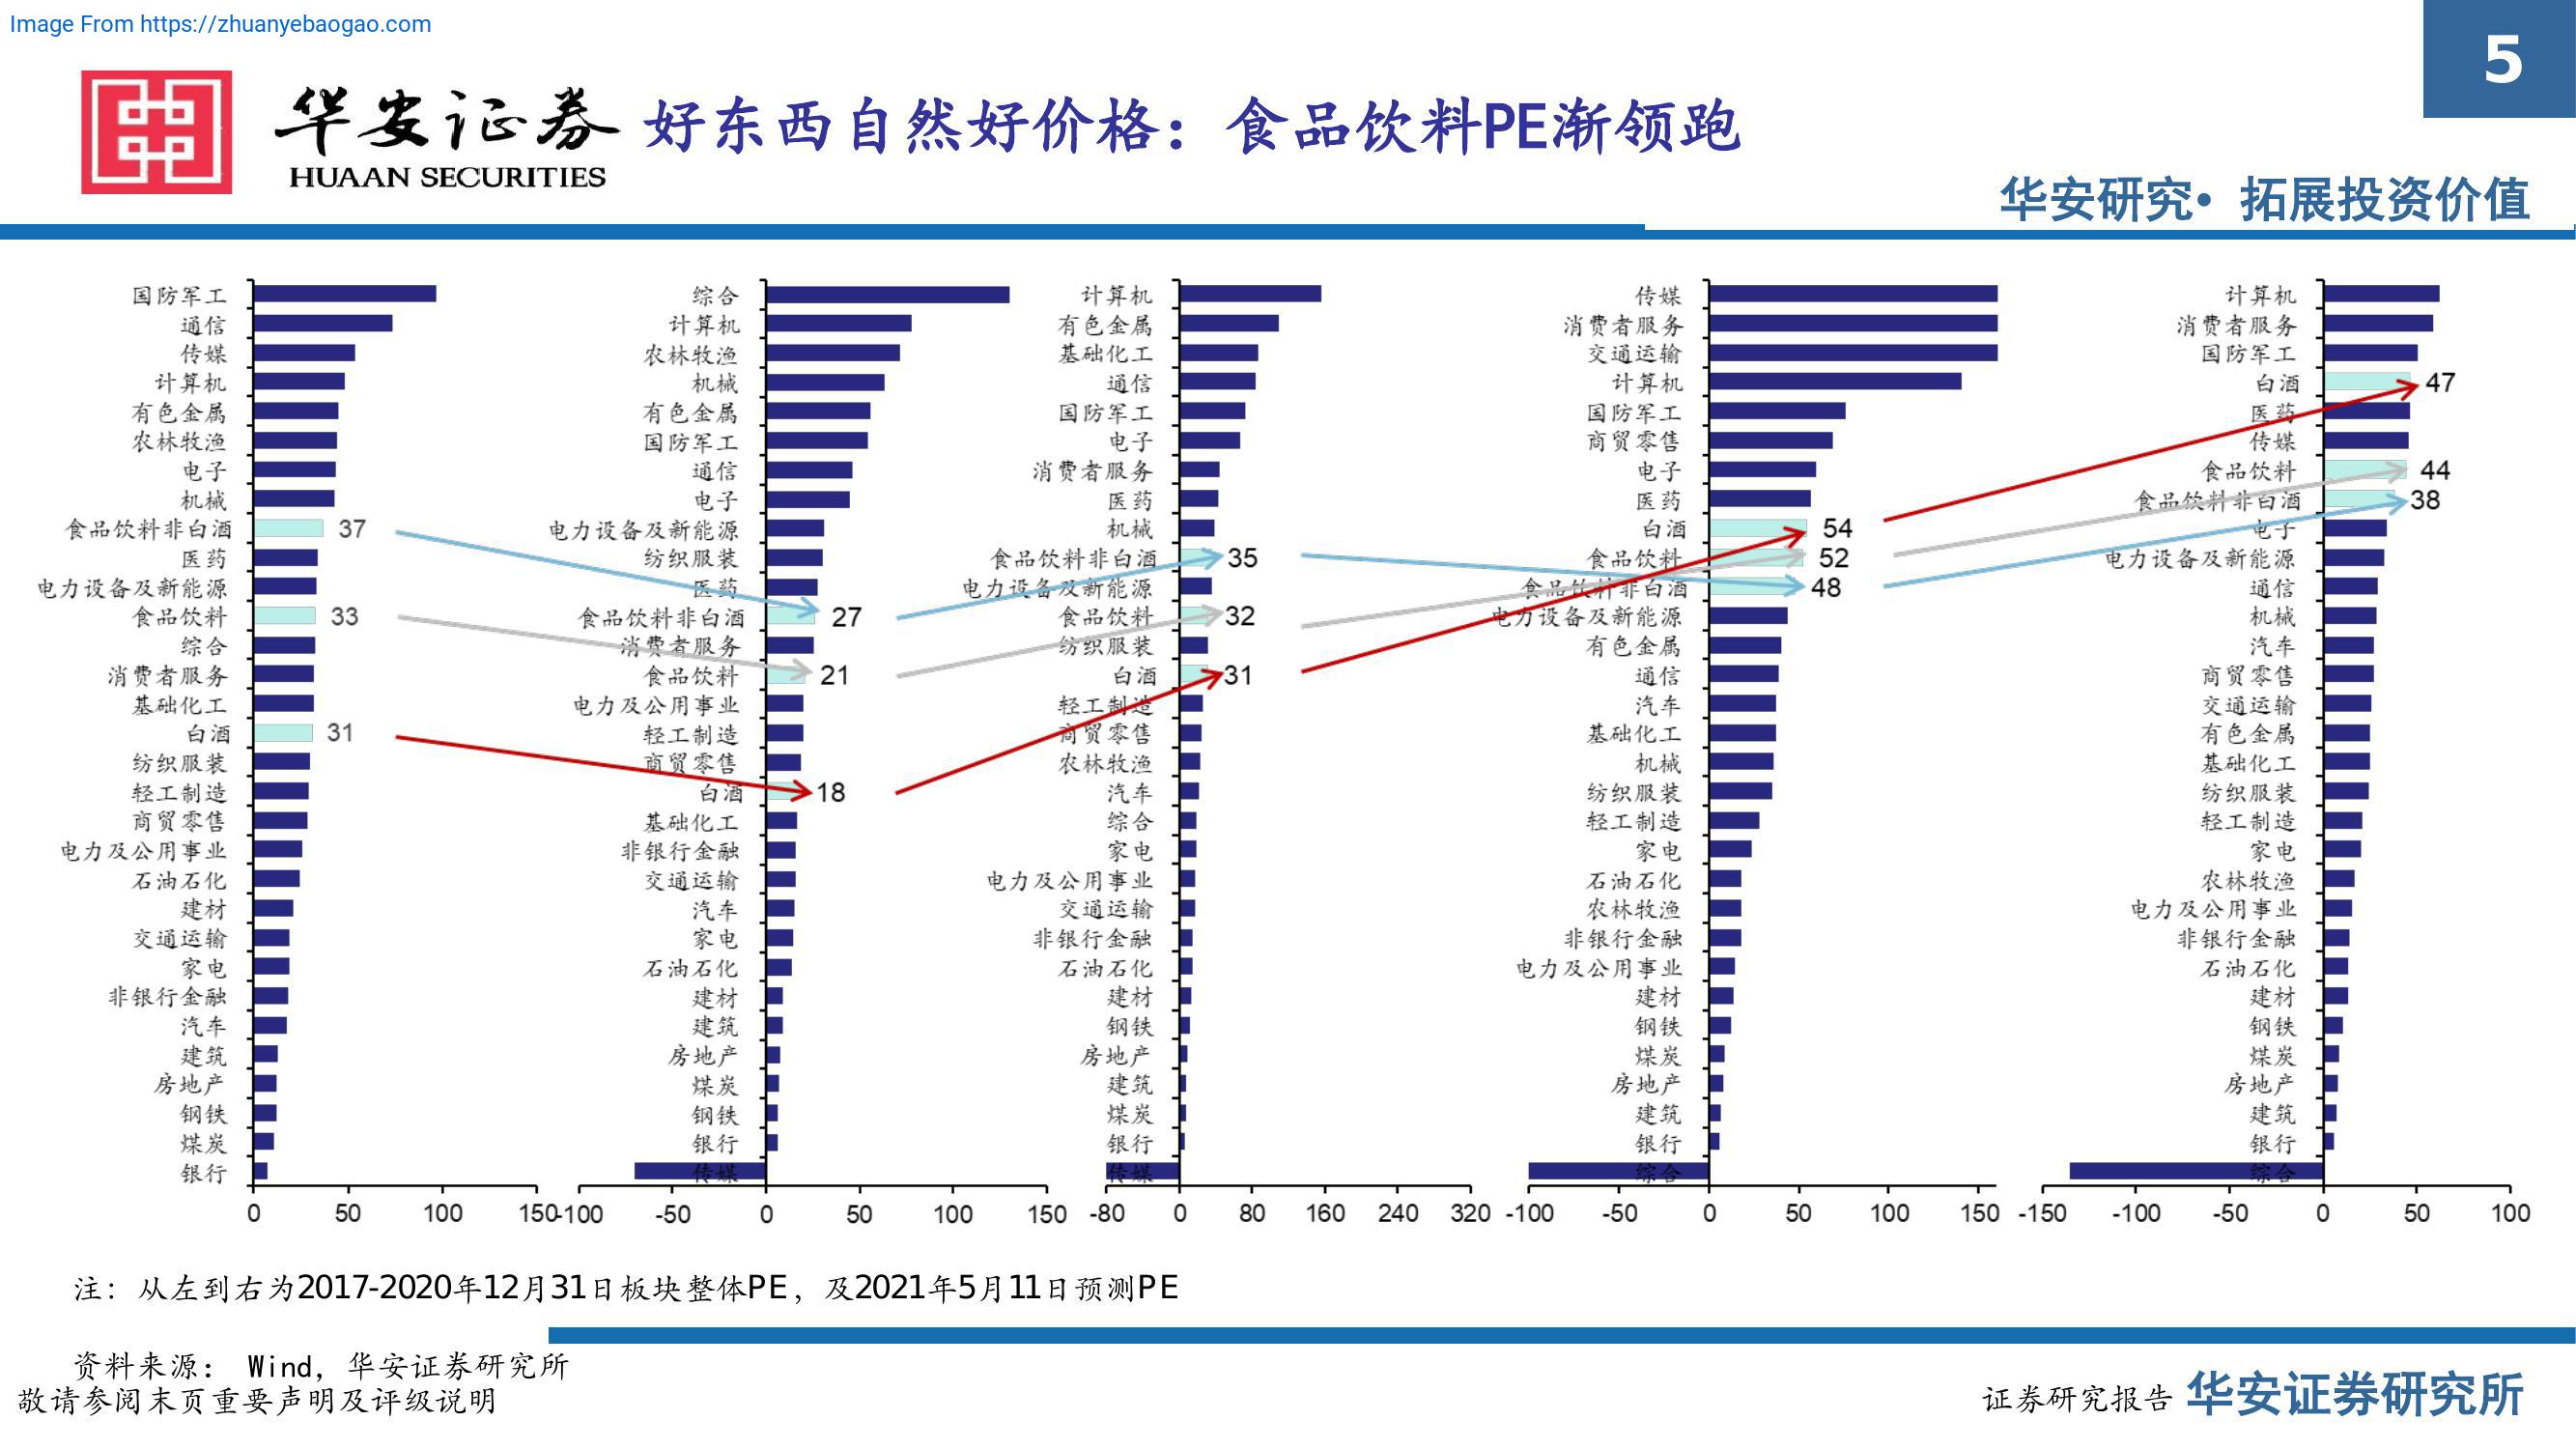 Image From https://zhuanyebaogao.com
5
华安证券
HUAAN SECURITIES
好东西自然好价格：食品饮料PE渐领跑
华安研究• 拓展投资价值
国防军工
通信
传媒
计算机
有色金属
农林牧渔
电子
机械
食品饮料非白酒 37
医药
电力设备及新能源
食品饮料 33
综合
消费者服务
基础化工
白酒 31
纺织服装
轻工制造
商贸零售
电力及公用事业
石油石化
建材
交通运输
家电
非银行金融
汽车
建筑
房地产
钢铁
煤炭
银行
0 50 100 150
综合
计算机
农林牧渔
机械
有色金属
国防军工
通信
电子
电力设备及新能源
纺织服装
医药
食品饮料非白酒 27
消费者服务
食品饮料 21
电力及公用事业
轻工制造
商贸零售
白酒 18
基础化工
非银行金融
交通运输
汽车
家电
石油石化
建材
建筑
房地产
煤炭
钢铁
银行
传媒
-100 -50 0 50 100 150
计算机
有色金属
基础化工
通信
国防军工
电子
消费者服务
医药
机械
食品饮料非白酒 35
电力设备及新能源
食品饮料 32
纺织服装
白酒 31
轻工制造
商贸零售
农林牧渔
汽车
综合
家电
电力及公用事业
交通运输
非银行金融
石油石化
建材
钢铁
房地产
建筑
煤炭
银行
传媒
-80 0 80 160 240 320
传媒
消费者服务
交通运输
计算机
国防军工
商贸零售
电子
医药
白酒 54
食品饮料 52
食品饮料非白酒 48
电力设备及新能源
有色金属
通信
汽车
基础化工
机械
纺织服装
轻工制造
家电
石油石化
农林牧渔
非银行金融
电力及公用事业
建材
钢铁
煤炭
房地产
建筑
银行
综合
-100 -50 0 50 100 150
计算机
消费者服务
国防军工
白酒 47
医药
传媒
食品饮料 44
食品饮料非白酒 38
电子
电力设备及新能源
通信
机械
汽车
商贸零售
交通运输
有色金属
基础化工
纺织服装
轻工制造
家电
农林牧渔
电力及公用事业
非银行金融
石油石化
建材
钢铁
煤炭
房地产
建筑
银行
综合
-150 -100 -50 0 50 100
注：从左到右为2017-2020年12月31日板块整体PE，及2021年5月11日预测PE
资料来源： Wind，华安证券研究所
敬请参阅末页重要声明及评级说明
证券研究报告 华安证券研究所